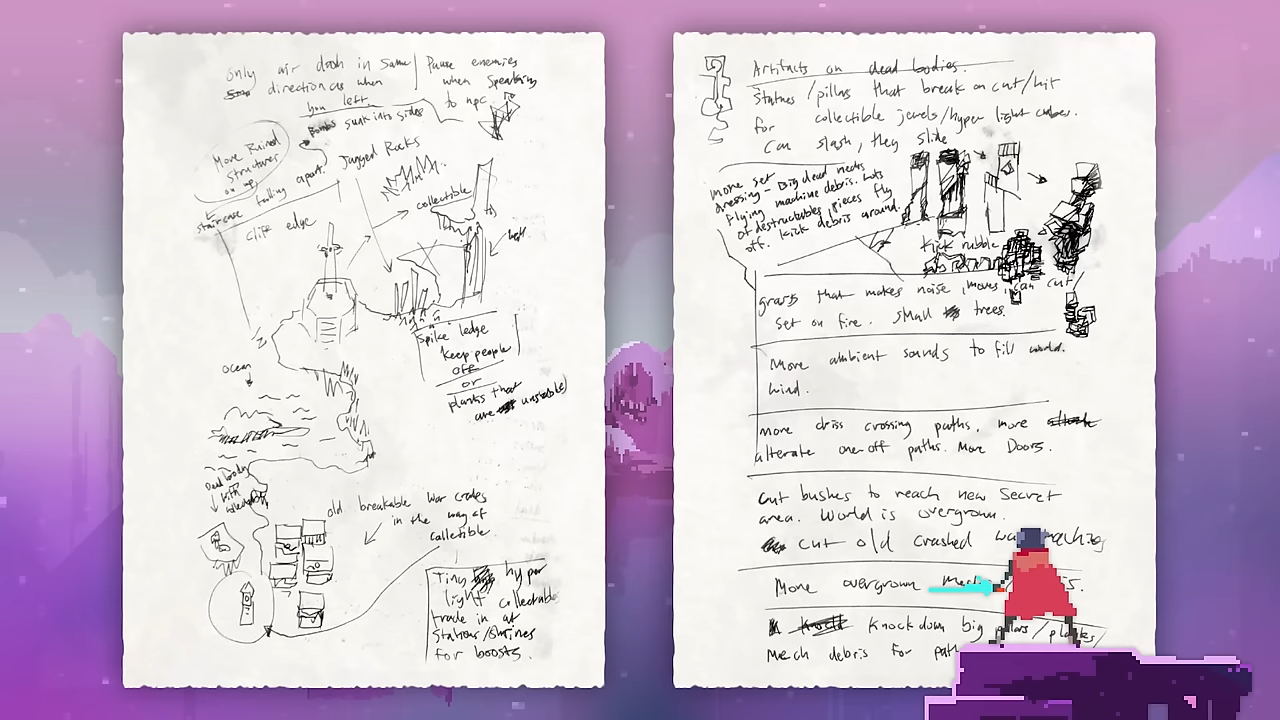 only air dash in same
direction as when
you left.
Pause enemies
when speaking
to npc.
Bombs sunk into sides
More Ruined
Structures
on map
Jagged Rocks
staircase falling apart.
cliff edge
collectible
Spike ledge
keep people
off
or
planks that
are unstable
ocean
Dead body
with
old breakable war crates
in the way of
collectible.
Tiny hyper
light collectable
trade in at
Stations/Shrines
for boosts.
Artifacts on dead bodies.
Statues/pillars that break on cut/hit
for collectible jewels/hyper light cubes.
Can slash, they slide
More set
dressing - Big dead mechs
flying machine debris. Lots
of destructables, pieces fly
off. Kick debris around.
Kick rubble
grass that makes noise, moves, can cut/
set on fire. Small trees.
More ambient sounds to fill world.
Wind.
more criss crossing paths, more
alterate one-off paths. More Doors.
Cut bushes to reach new Secret
area. World is overgrown.
cut old crashed
More overgrown
Knock down big pillars/planks/
Mech debris for